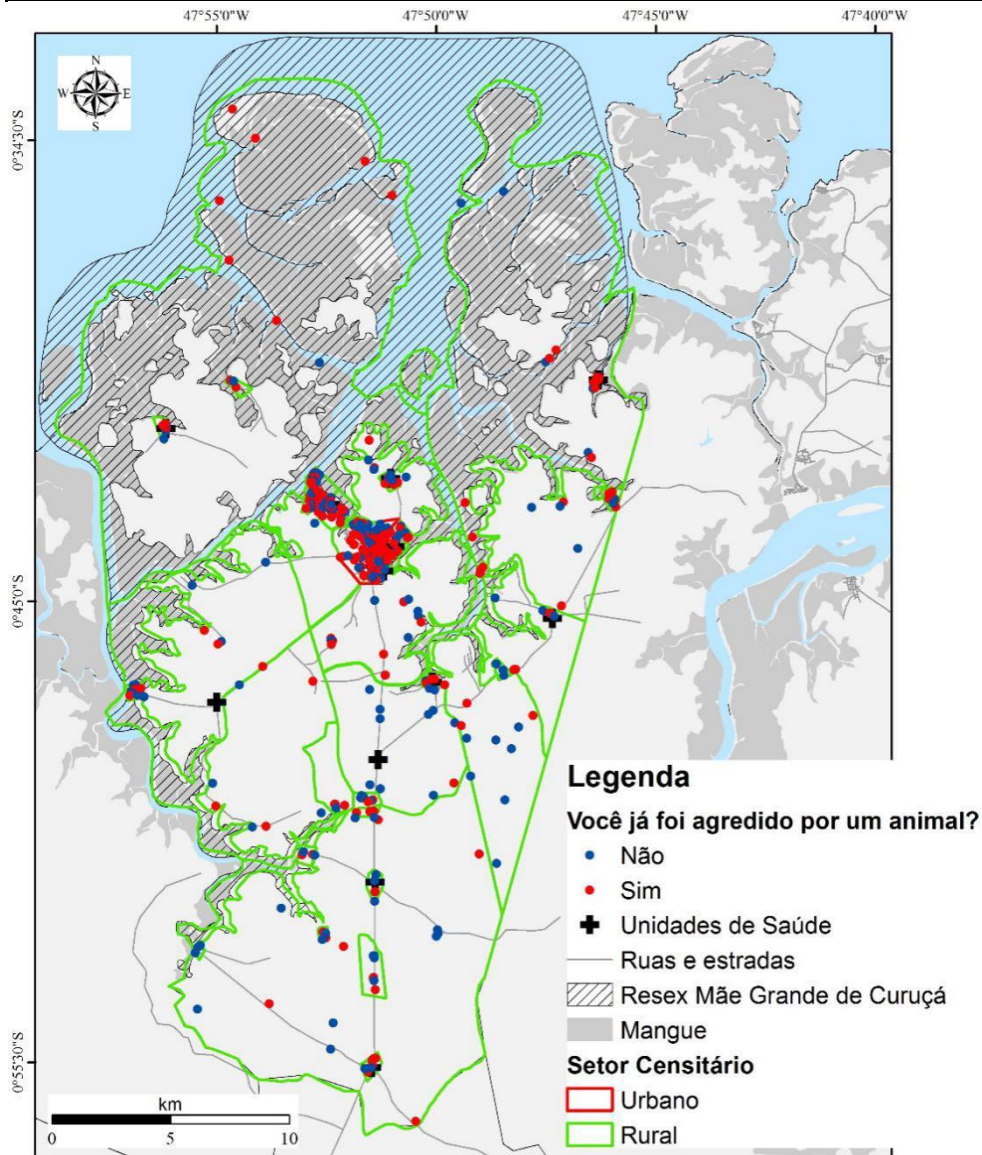 47°55'0"W 47°50'0"W 47°45'0"W 47°40'0"W
N
W E
S
0°34'30"S
0°45'0"S
0°55'30"S
Legenda
Você já foi agredido por um animal?
Não
Sim
Unidades de Saúde
Ruas e estradas
Resex Mãe Grande de Curuçá
Mangue
Setor Censitário
Urbano
Rural
km
0 5 10